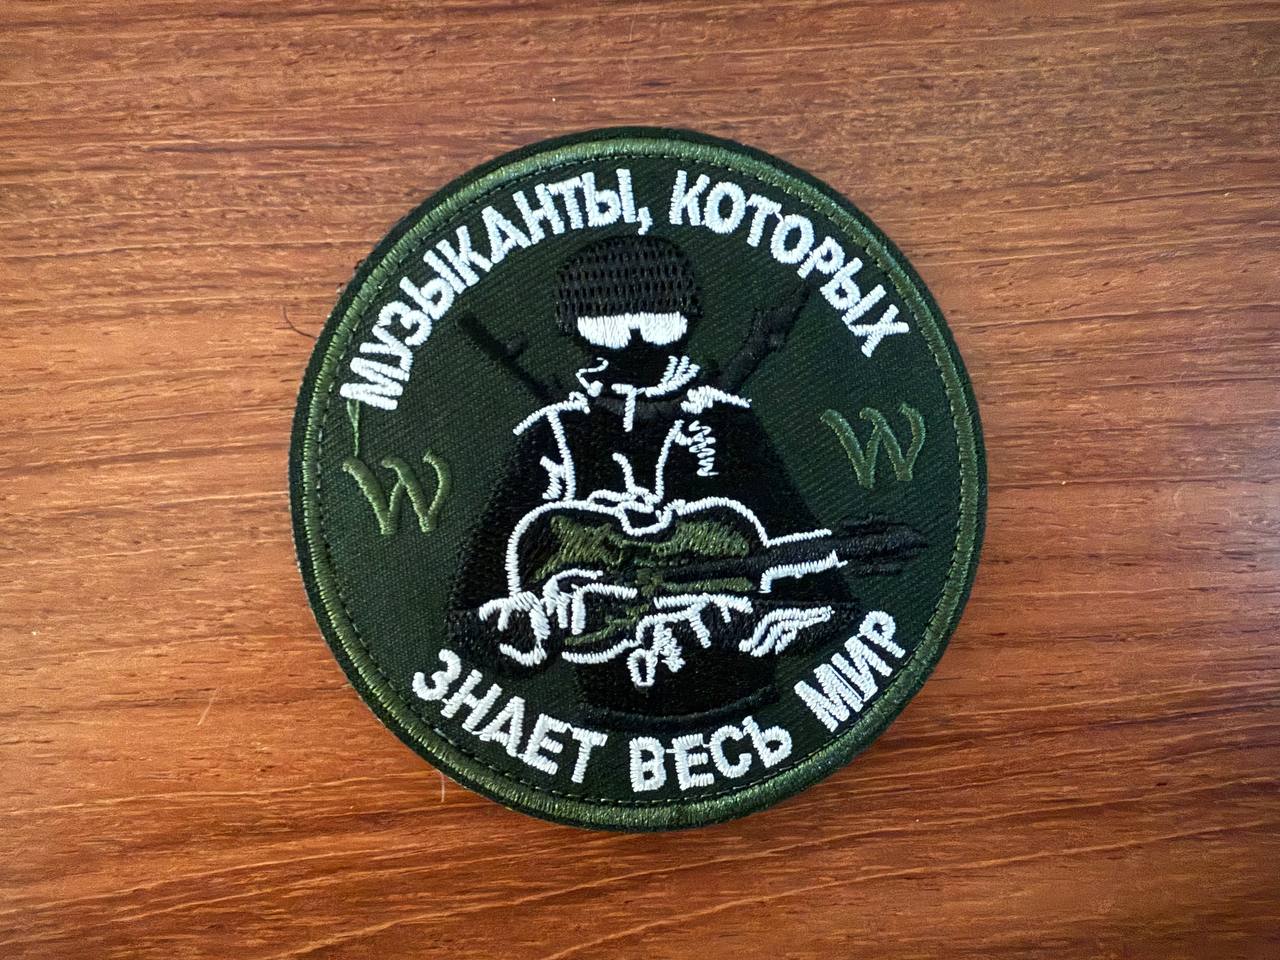 МУЗЫКАНТЫ, КОТОРЫХ
W W
ЗНАЕТ ВЕСЬ МИР